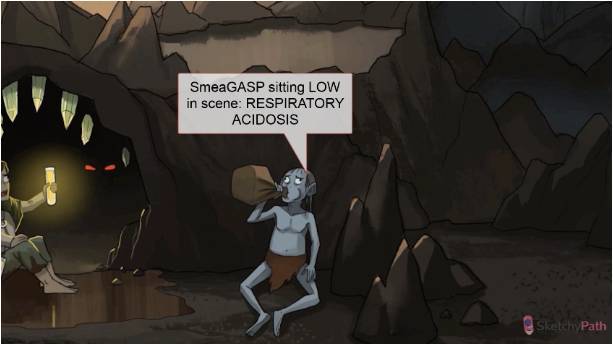 SmeaGASP sitting LOW
in scene: RESPIRATORY
ACIDOSIS
SketchyPath